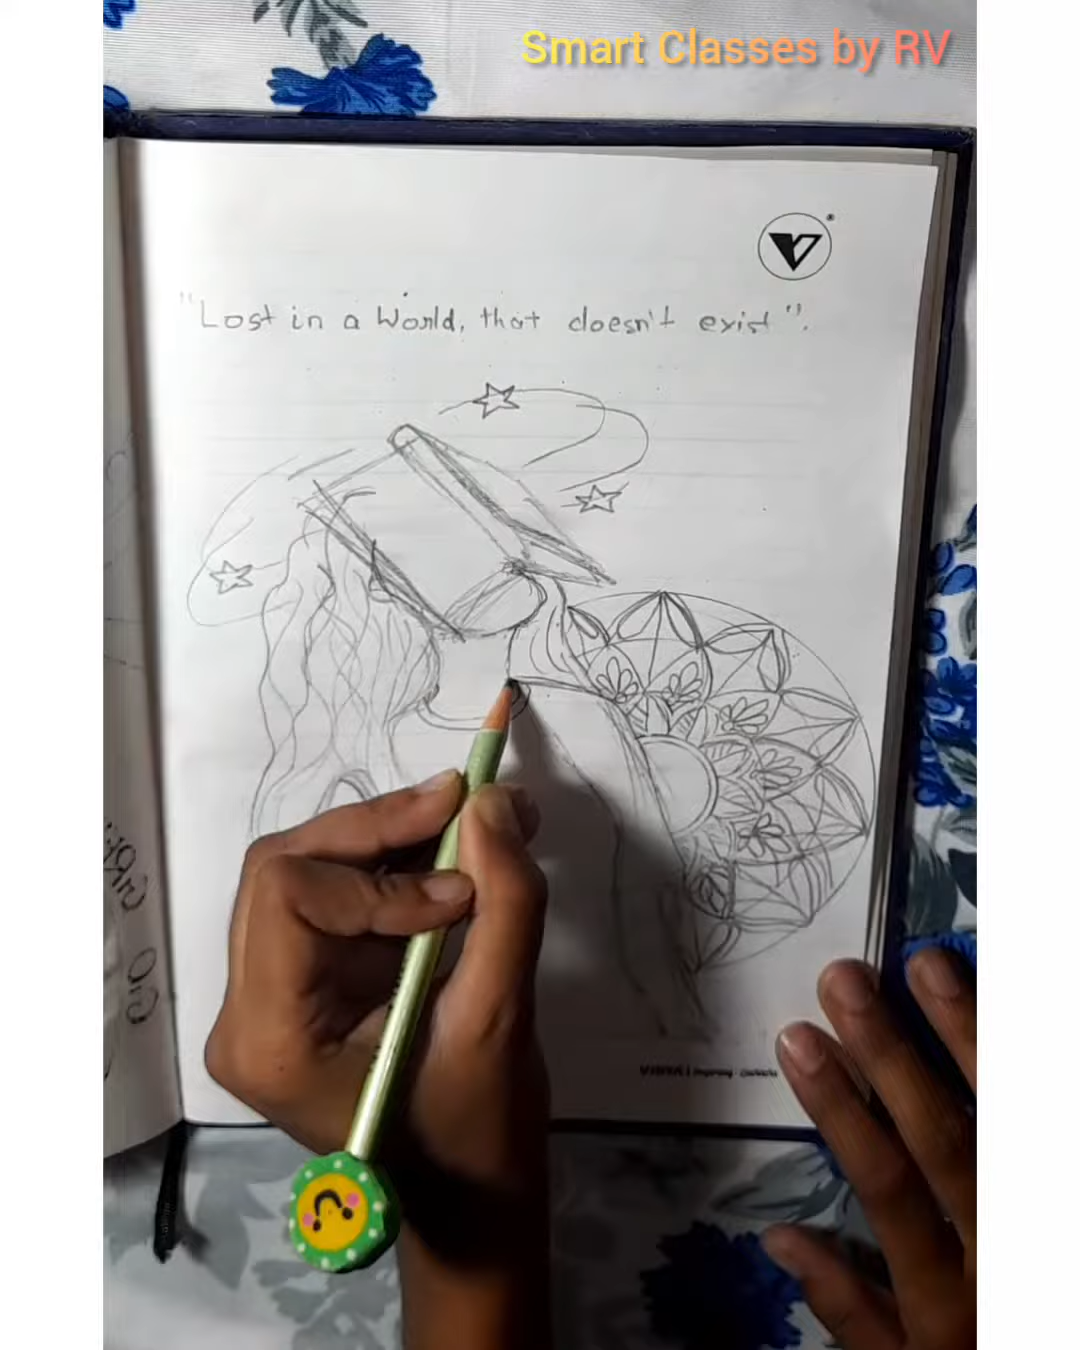 Smart Classes by RV
"Lost in a World, that doesn't exist".